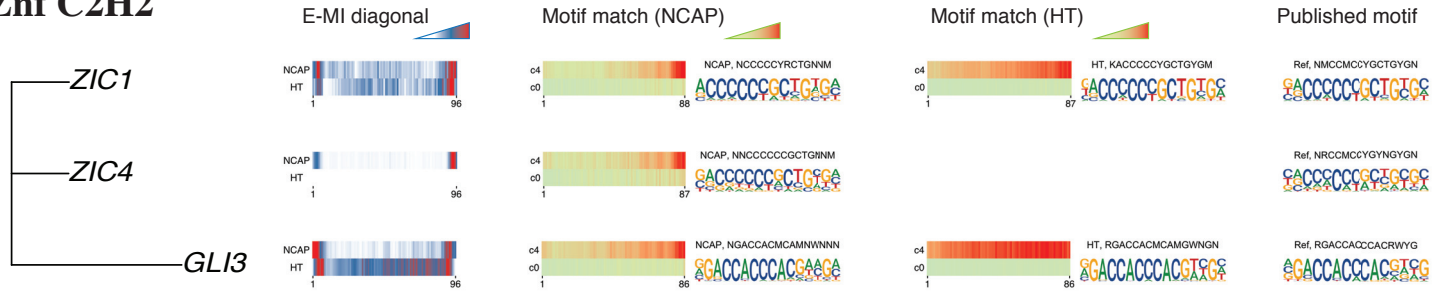 Znf C2H2
E-MI diagonal
Motif match (NCAP)
Motif match (HT)
Published motif
ZIC1
NCAP
HT
1 96
c4
c0
1 88
NCAP, NCCCCCYRCTGNNM
c4
c0
1 87
HT, KACCCCCYGCTGYGM
Ref, NMCCMCCYGCTGYGN
ZIC4
NCAP
HT
1 96
c4
c0
1 87
NCAP, NNCCCCCCGCTGNNM
Ref, NRCCMCCYGYNGYGN
GLI3
NCAP
HT
1 96
c4
c0
1 86
NCAP, NGACCACMCAMNWNNN
c4
c0
1 86
HT, RGACCACMCAMGWNGN
Ref, RGACCACCCACRWYG